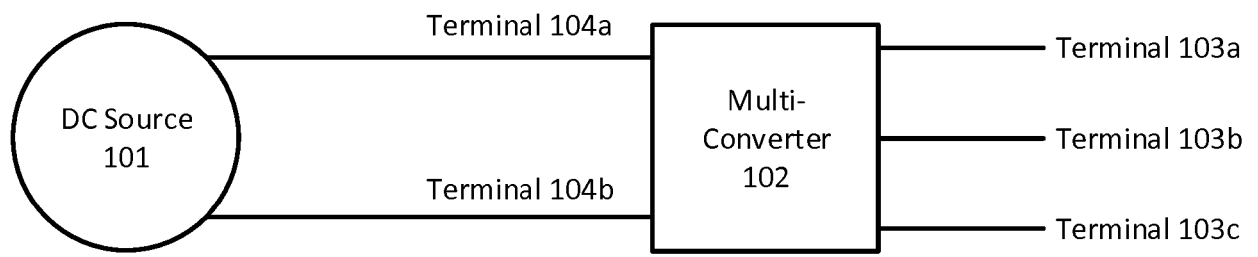 Terminal 104a
Terminal 103a
DC Source
101
Multi-
Converter
102
Terminal 103b
Terminal 104b
Terminal 103c